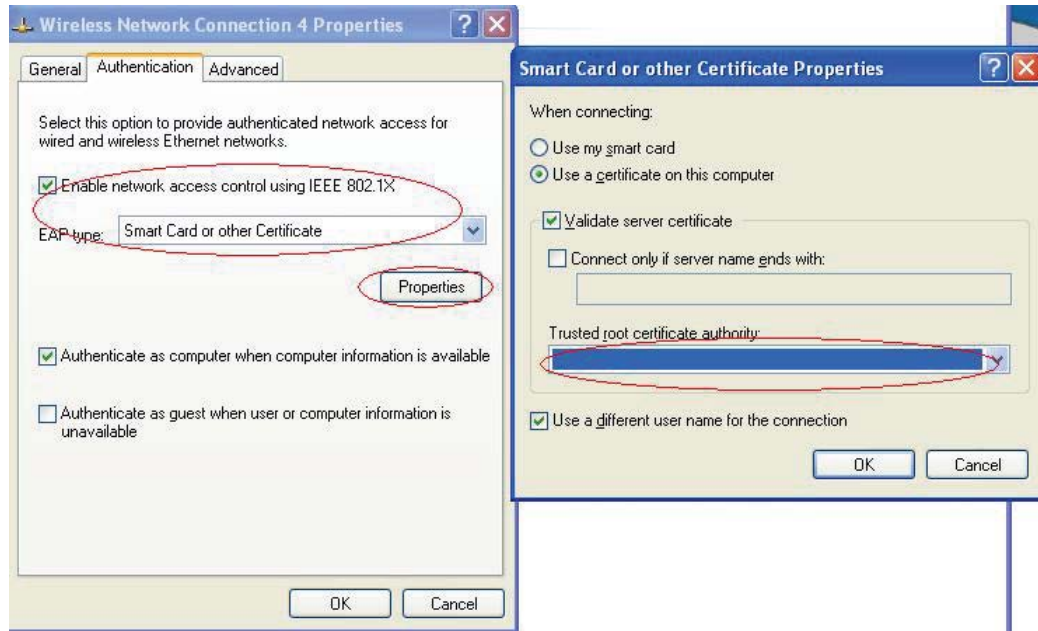 Wireless Network Connection 4 Properties
General Authentication Advanced
Select this option to provide authenticated network access for
wired and wireless Ethernet networks.
Enable network access control using IEEE 802.1X
EAP type: Smart Card or other Certificate
Properties
Authenticate as computer when computer information is available
Authenticate as guest when user or computer information is
unavailable
OK Cancel
Smart Card or other Certificate Properties
When connecting:
Use my smart card
Use a certificate on this computer
Validate server certificate
Connect only if server name ends with:
Trusted root certificate authority:
Use a different user name for the connection
OK Cancel